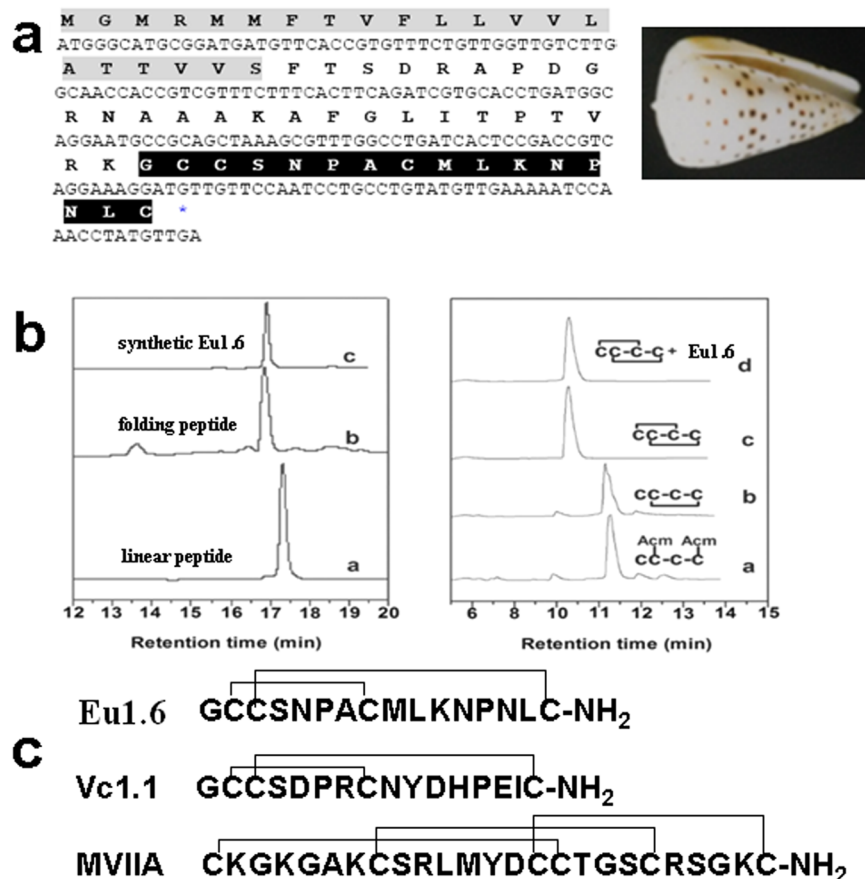 a
M G M R M M F T V F L L V V L
ATGGGCATGCGGATGATGTTCACCGTGTTTCTGTTGGTTGTCTTG
A T T V V S F T S D R A P D G
GCAACCACCGTCGTTTCTTTCACTTCAGATCGTGCACCTGATGGC
R N A A A K A F G L I T P T V
AGGAATGCCGCAGCTAAAGCGTTTGGCCTGATCACTCCGACCGTC
R K G C C S N P A C M L K N P
AGGAAAGGATGTTGTTCCAATCCTGCCTGTATGTTGAAAAATCCA
N L C *
AACCTATGTTGA
b
synthetic Eu1.6 c
folding peptide b
linear peptide a
12 13 14 15 16 17 18 19 20
Retention time (min)
CC-C-C + Eu1.6 d
CC-C-C c
CC-C-C b
Acm Acm
CC-C-C a
6 7 8 9 10 11 12 13 14 15
Retention time (min)
c
Eu1.6 GCCSNPACMLKNPNLC-NH2
Vc1.1 GCCSDPRCNYDHPEIC-NH2
MVIIA CKGKGAKCSRLMYDCCTGSCRSGKC-NH2